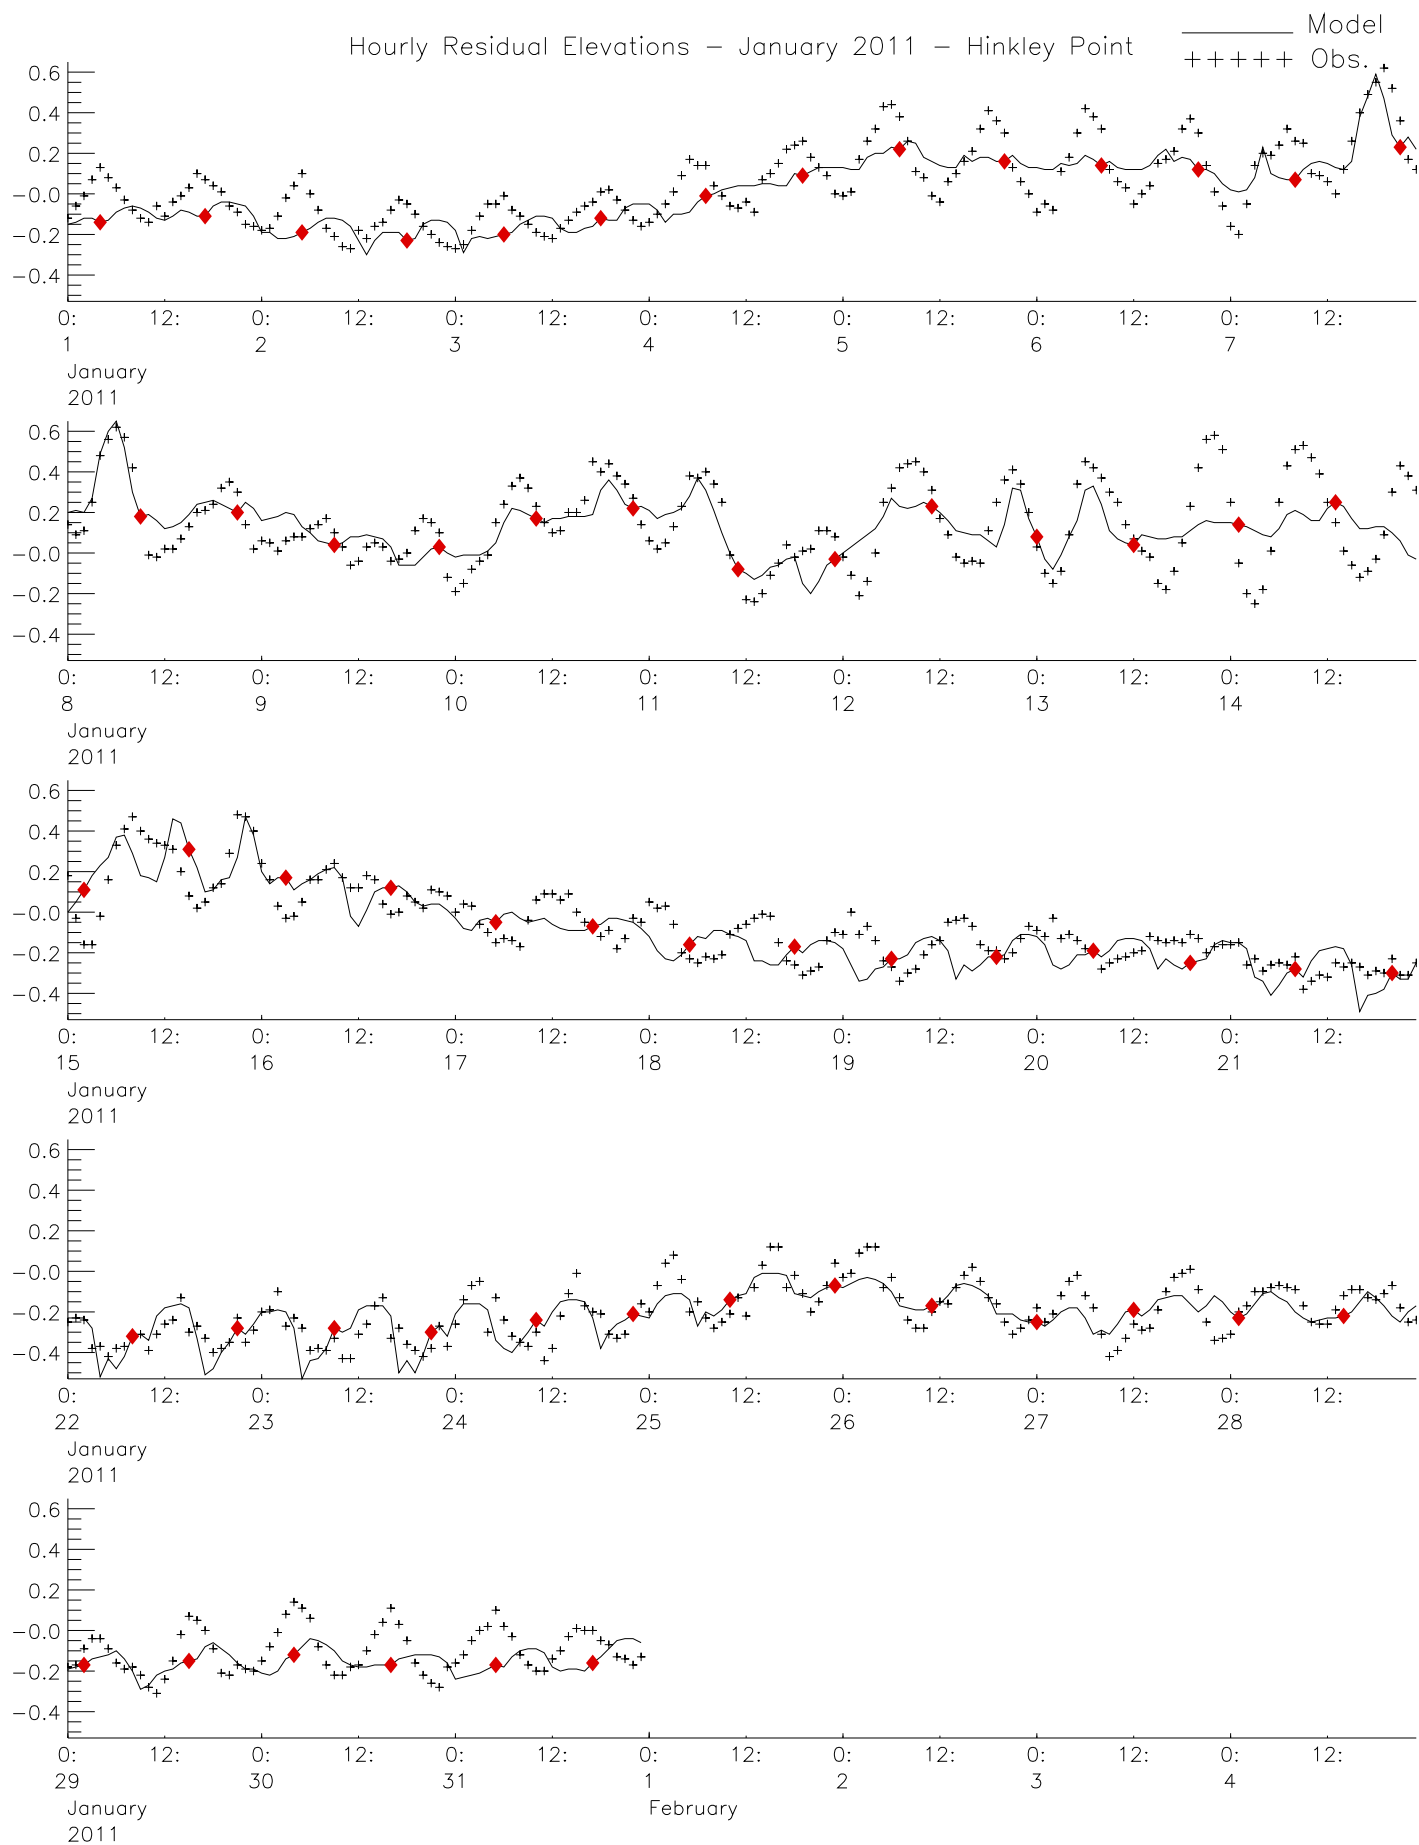 Hourly Residual Elevations – January 2011 – Hinkley Point
Model
+++++ Obs.
0.6
0.4
0.2
−0.0
−0.2
−0.4
0: 12: 0: 12: 0: 12: 0: 12: 0: 12: 0: 12: 0: 12:
1 2 3 4 5 6 7
January
2011
0.6
0.4
0.2
−0.0
−0.2
−0.4
0: 12: 0: 12: 0: 12: 0: 12: 0: 12: 0: 12: 0: 12:
8 9 10 11 12 13 14
January
2011
0.6
0.4
0.2
−0.0
−0.2
−0.4
0: 12: 0: 12: 0: 12: 0: 12: 0: 12: 0: 12: 0: 12:
15 16 17 18 19 20 21
January
2011
0.6
0.4
0.2
−0.0
−0.2
−0.4
0: 12: 0: 12: 0: 12: 0: 12: 0: 12: 0: 12: 0: 12:
22 23 24 25 26 27 28
January
2011
0.6
0.4
0.2
−0.0
−0.2
−0.4
0: 12: 0: 12: 0: 12: 0: 12: 0: 12: 0: 12: 0: 12:
29 30 31 1 2 3 4
January February
2011